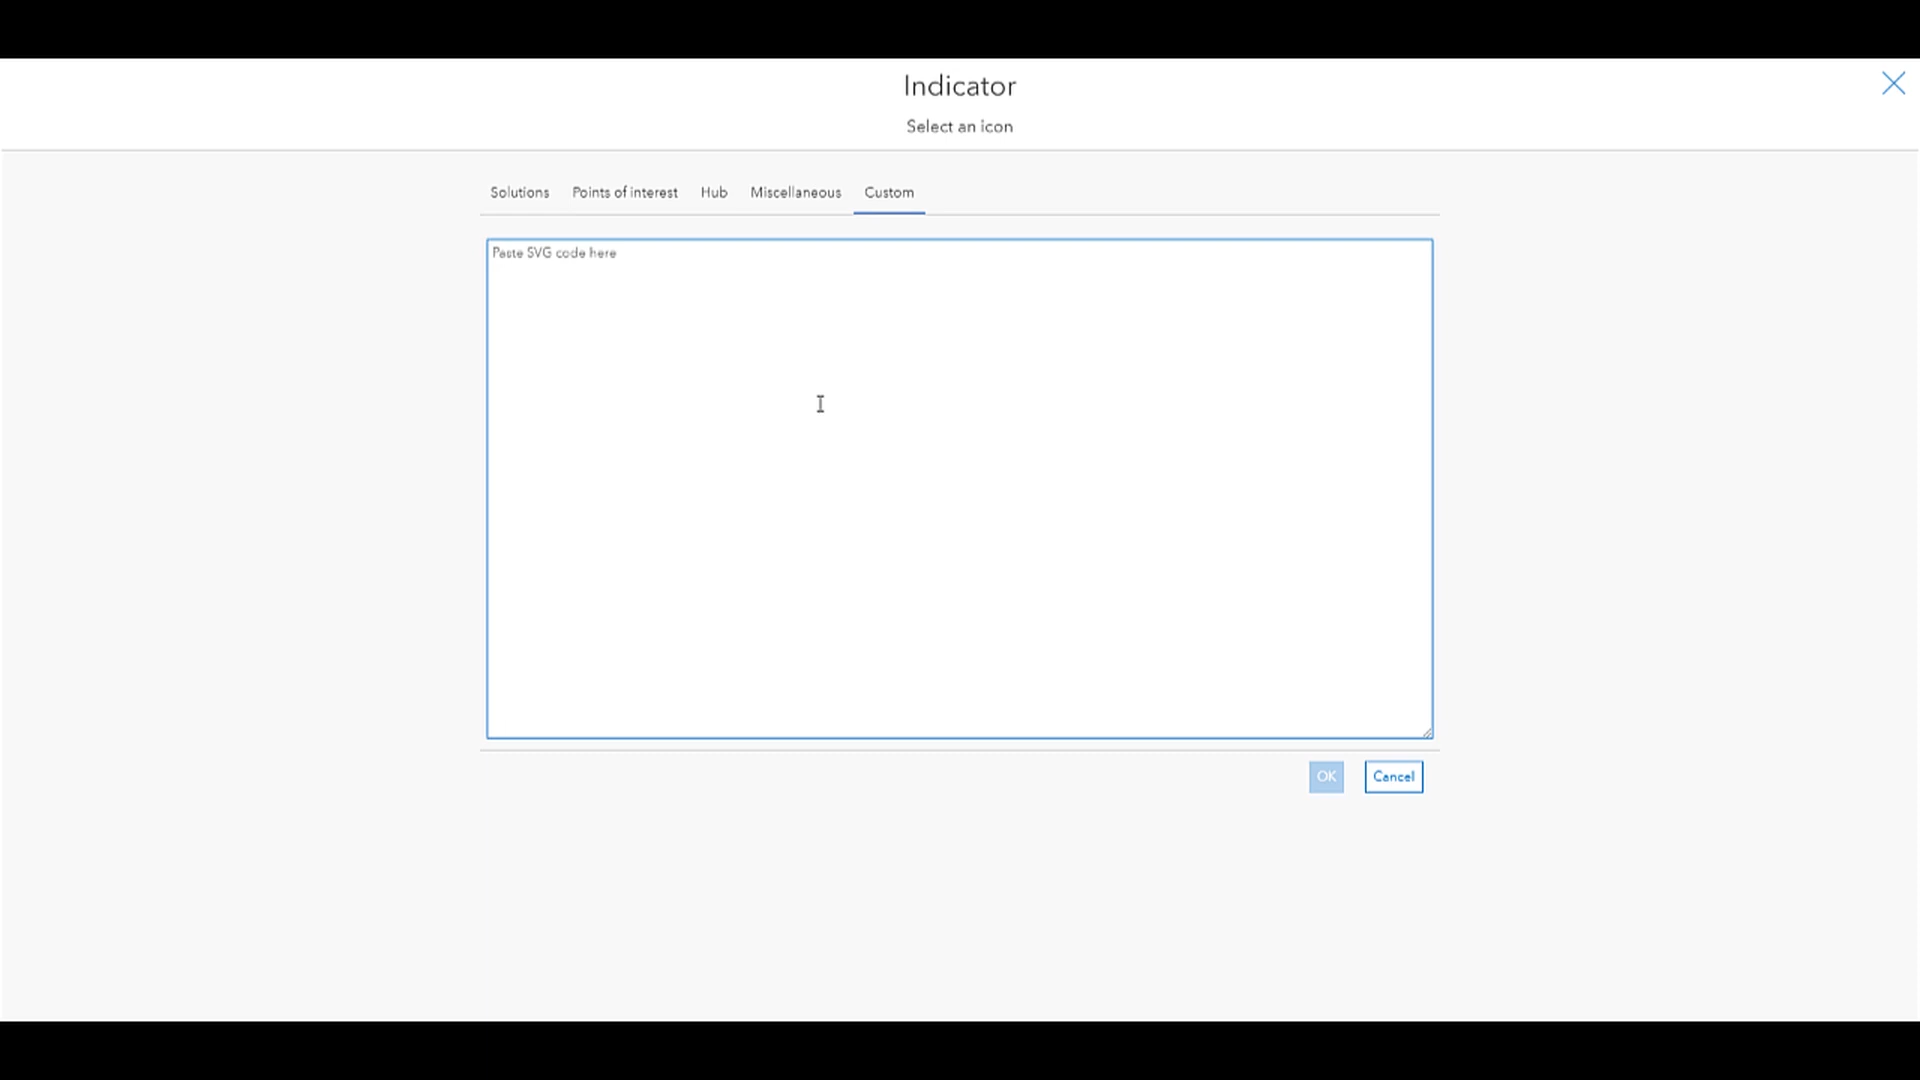 Indicator
Select an icon
Solutions Points of interest Hub Miscellaneous Custom
Paste SVG code here
OK Cancel